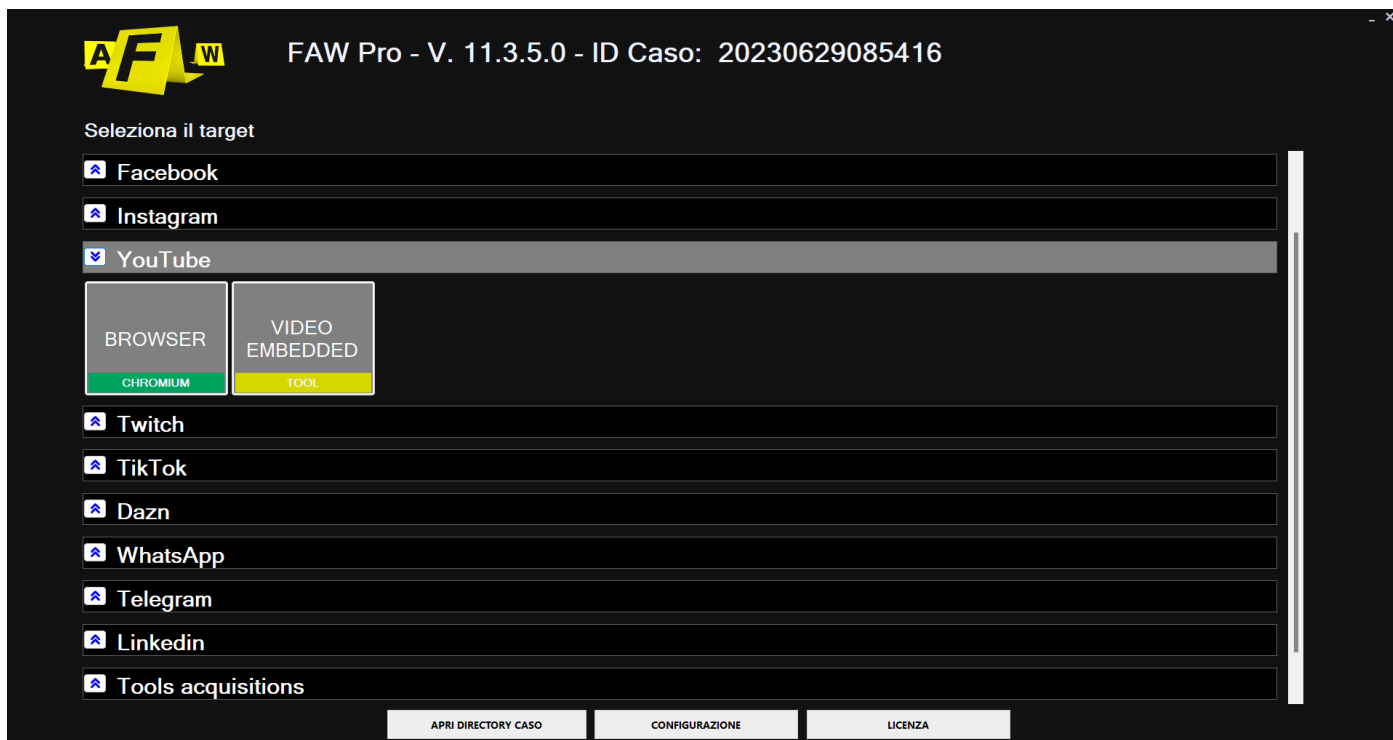 A F W
FAW Pro - V. 11.3.5.0 - ID Caso: 20230629085416
Seleziona il target
Facebook
Instagram
YouTube
BROWSER
CHROMIUM
VIDEO
EMBEDDED
TOOL
Twitch
TikTok
Dazn
WhatsApp
Telegram
Linkedin
Tools acquisitions
APRI DIRECTORY CASO
CONFIGURAZIONE
LICENZA